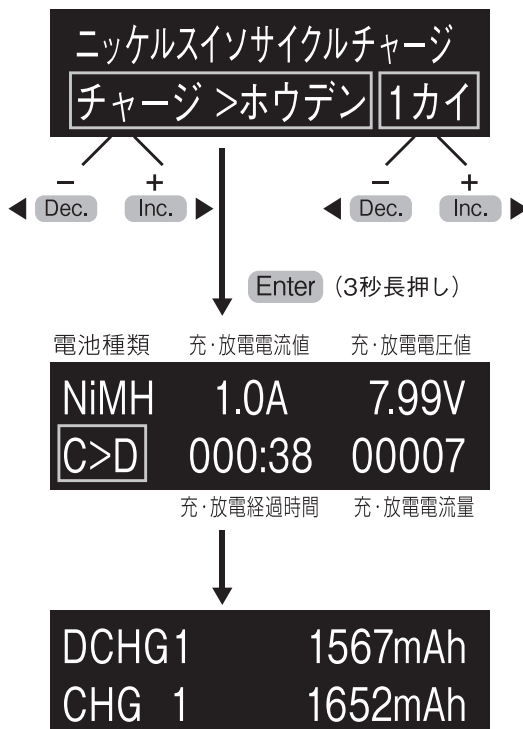 ニッケルスイソサイクルチャージ
チャージ >ホウデン 1カイ
− + − +
◀ Dec. Inc. ▶ ◀ Dec. Inc. ▶
Enter (3秒長押し)
電池種類 充・放電電流値 充・放電電圧値
NiMH 1.0A 7.99V
C>D 000:38 00007
充・放電経過時間 充・放電電流量
DCHG1 1567mAh
CHG 1 1652mAh